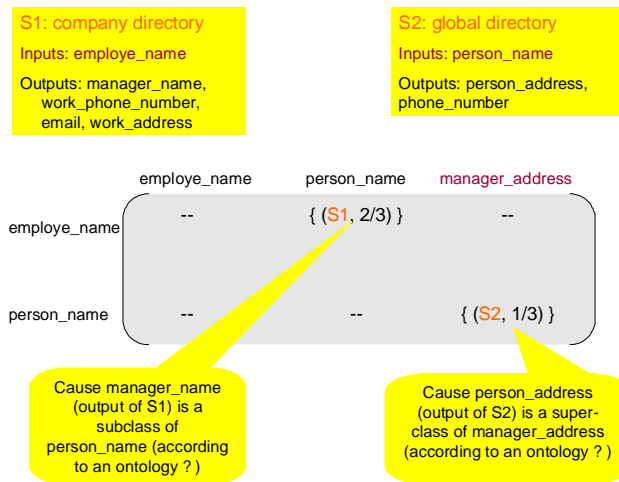 S1: company directory
Inputs: employe_name
Outputs: manager_name,
work_phone_number,
email, work_address
S2: global directory
Inputs: person_name
Outputs: person_address,
phone_number
employe_name person_name manager_address
employe_name -- { (S1, 2/3) } --
person_name -- -- { (S2, 1/3) }
Cause manager_name
(output of S1) is a
subclass of
person_name (according
to an ontology ? )
Cause person_address
(output of S2) is a super-
class of manager_address
(according to an ontology ? )